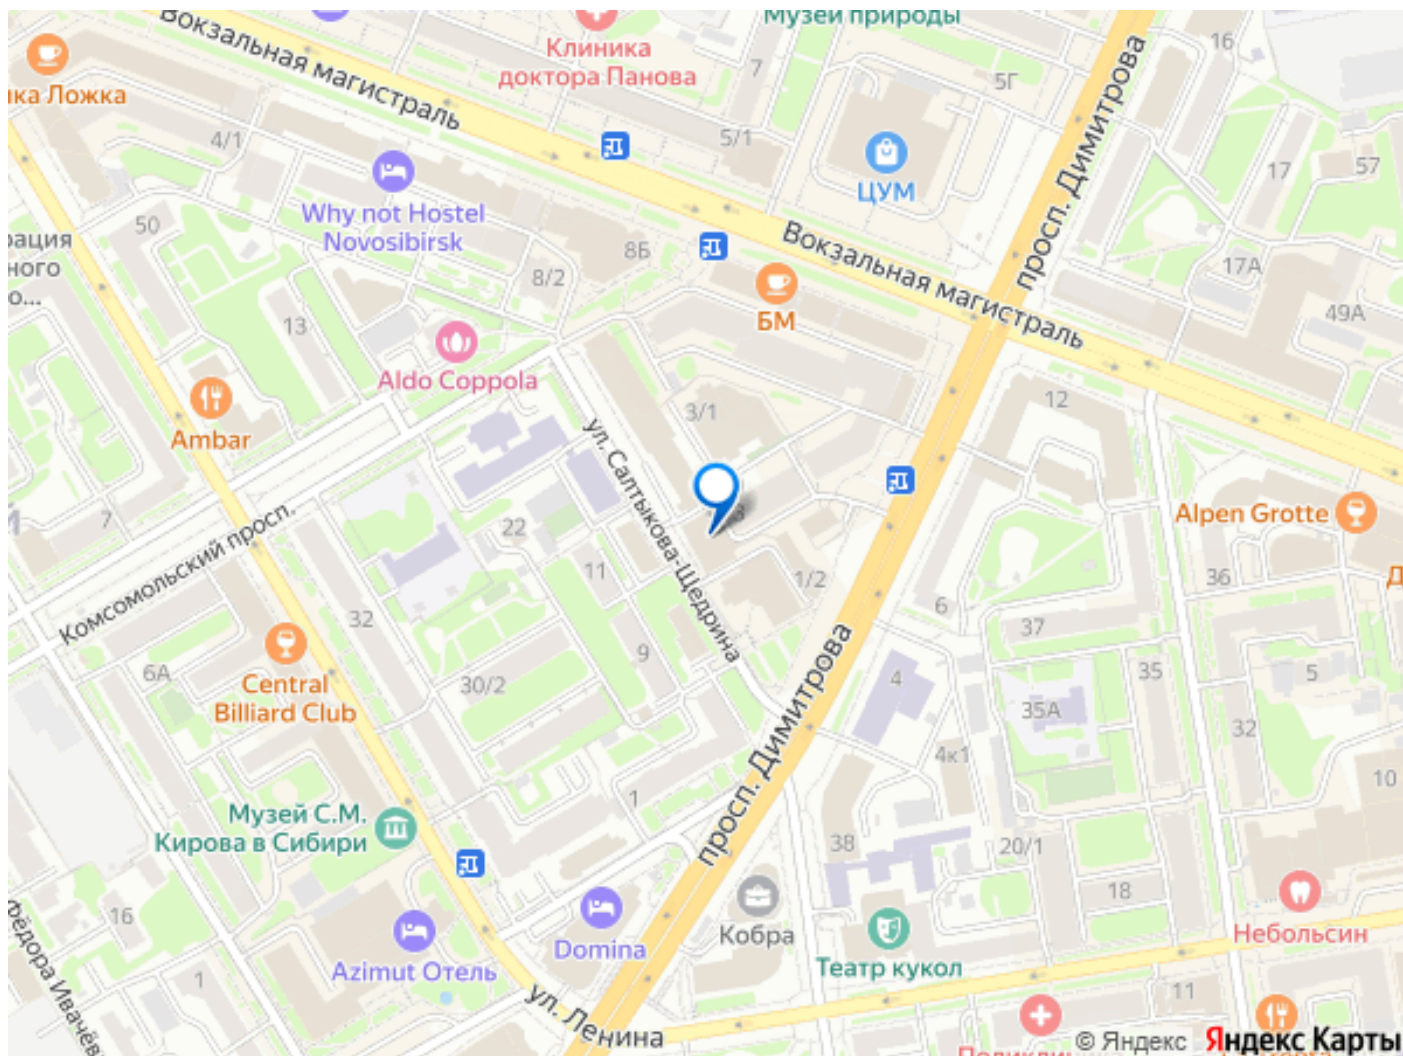 Музей природы
Клиника
доктора Панова
Вокзальная магистраль
просп. Димитрова
16
7
5Г
ЦУМ
4/1
5/1
17
57
Ложка
Why not Hostel
Novosibirsk
50
8Б
8/2
Вокзальная магистраль
17А
49А
БМ
13
Aldo Coppola
Ambar
3/1
12
ул. Салтыкова-Щедрина
7
22
Комсомольский просп.
Alpen Grotte
11
1/2
36
32
6
37
9
6А
Central
Billiard Club
30/2
4
35
5
35А
32
4к1
10
просп. Димитрова
1
Музей С.М.
Кирова в Сибири
38
20/1
18
16
Фёдора Ивачёва
Domina
Кобра
Театр кукол
Небольсин
Azimut Отель
1
11
ул. Ленина
© Яндекс Яндекс Карты